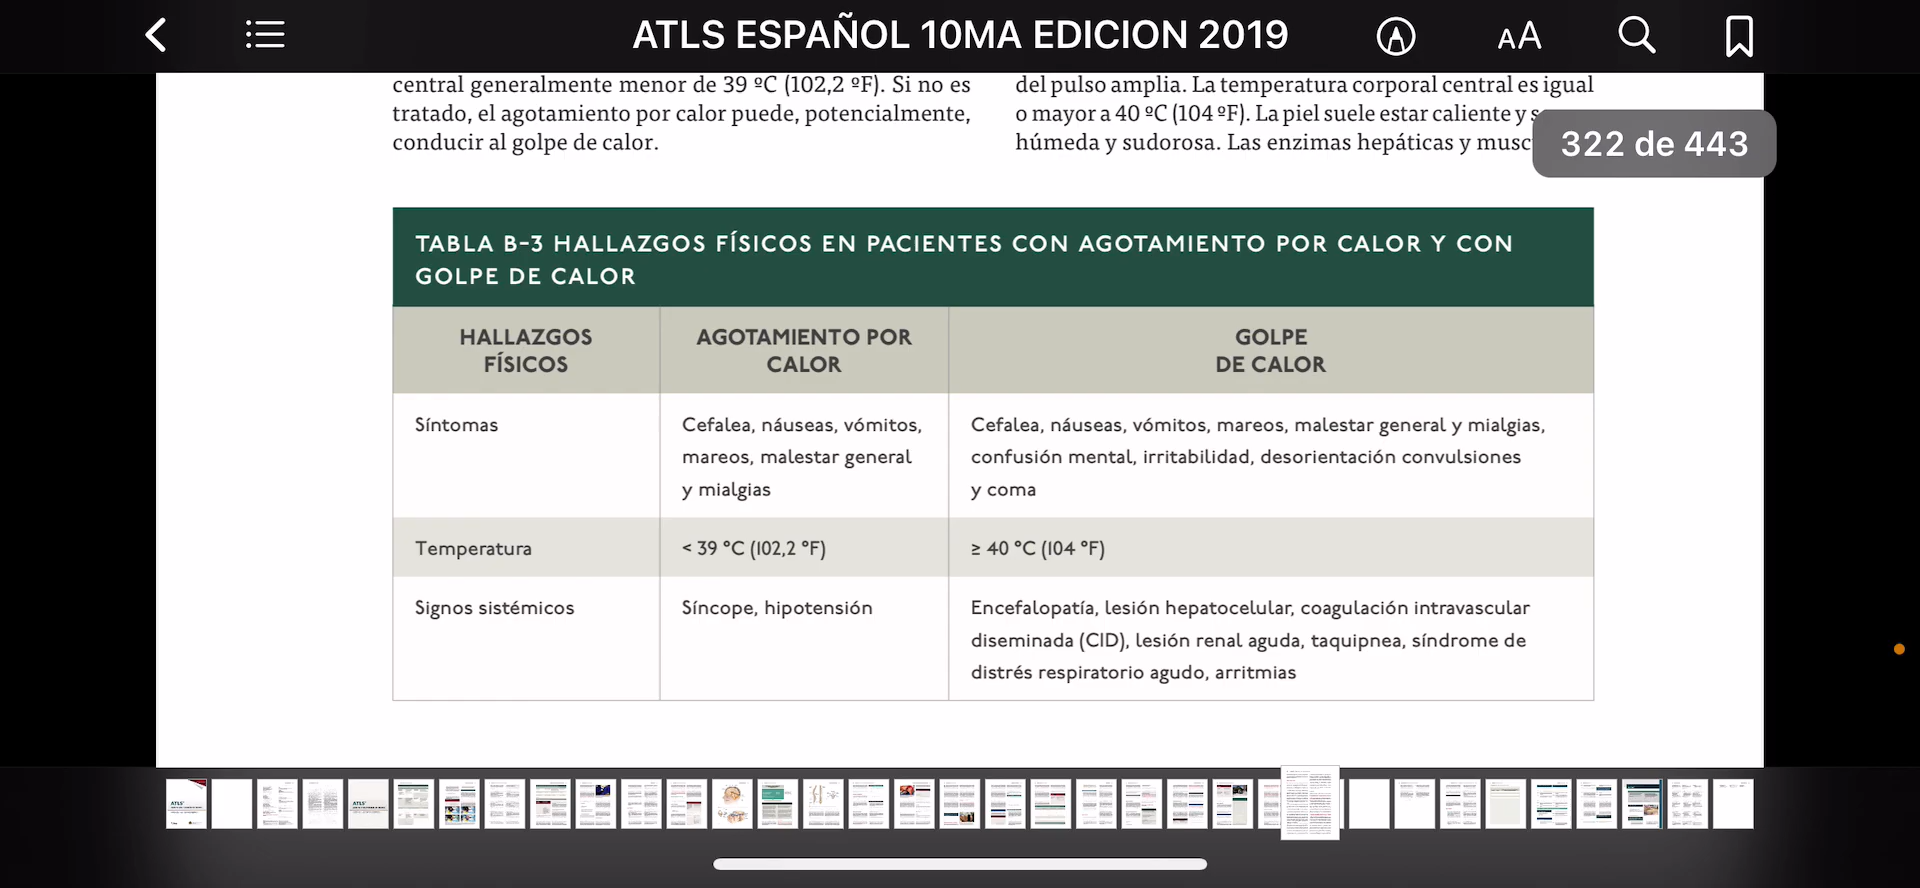 ATLS ESPAÑOL 10MA EDICION 2019
AA
central generalmente menor de 39 ºC (102,2 ºF). Si no es
tratado, el agotamiento por calor puede, potencialmente,
conducir al golpe de calor.
del pulso amplia. La temperatura corporal central es igual
o mayor a 40 ºC (104 ºF). La piel suele estar caliente y
húmeda y sudorosa. Las enzimas hepáticas y
322 de 443
TABLA B-3 HALLAZGOS FÍSICOS EN PACIENTES CON AGOTAMIENTO POR CALOR Y CON
GOLPE DE CALOR
HALLAZGOS
FÍSICOS
AGOTAMIENTO POR
CALOR
GOLPE
DE CALOR
Síntomas
Cefalea, náuseas, vómitos,
mareos, malestar general
y mialgias
Cefalea, náuseas, vómitos, mareos, malestar general y mialgias,
confusión mental, irritabilidad, desorientación convulsiones
y coma
Temperatura
< 39 °C (102,2 °F)
≥ 40 °C (104 °F)
Signos sistémicos
Síncope, hipotensión
Encefalopatía, lesión hepatocelular, coagulación intravascular
diseminada (CID), lesión renal aguda, taquipnea, síndrome de
distrés respiratorio agudo, arritmias